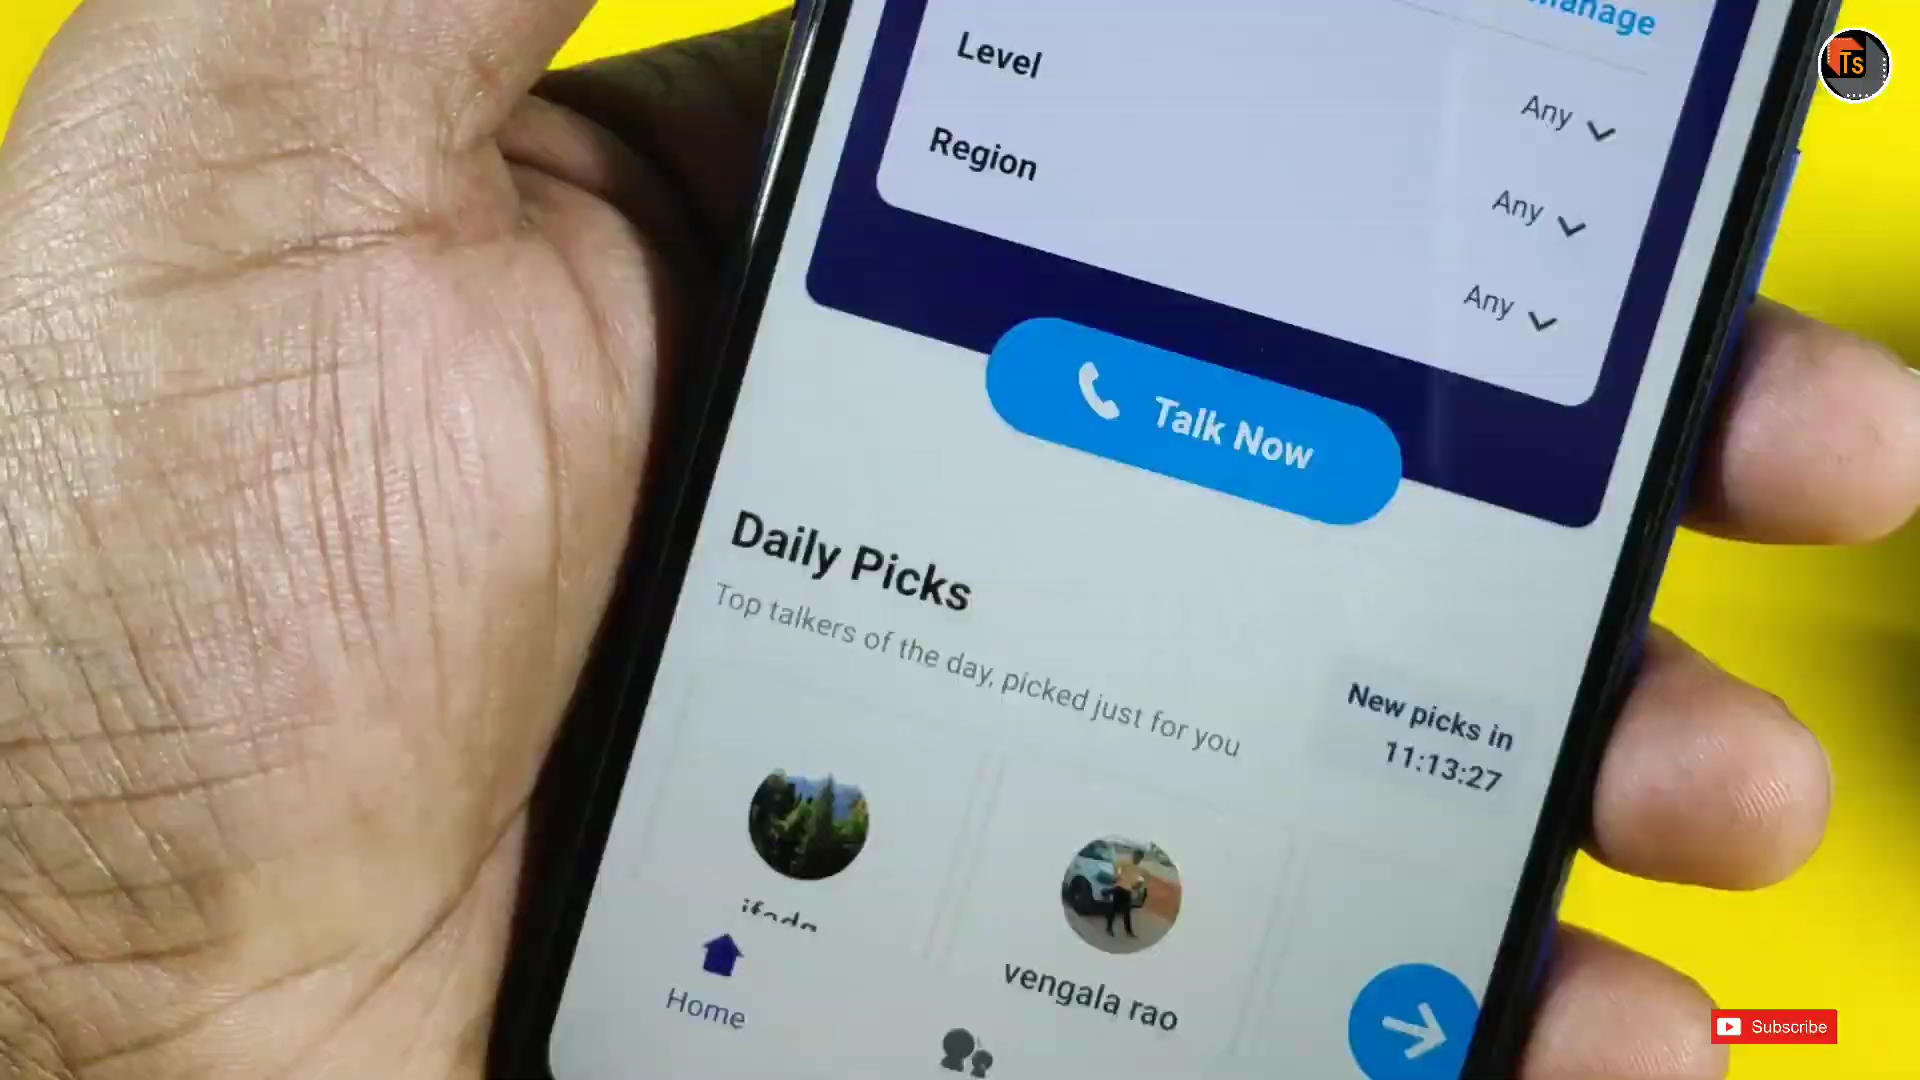 Manage
Level
Any
Region
Any
Any
Talk Now
Daily Picks
Top talkers of the day, picked just for you
New picks in
11:13:27
vengala rao
Home
Ts
Subscribe